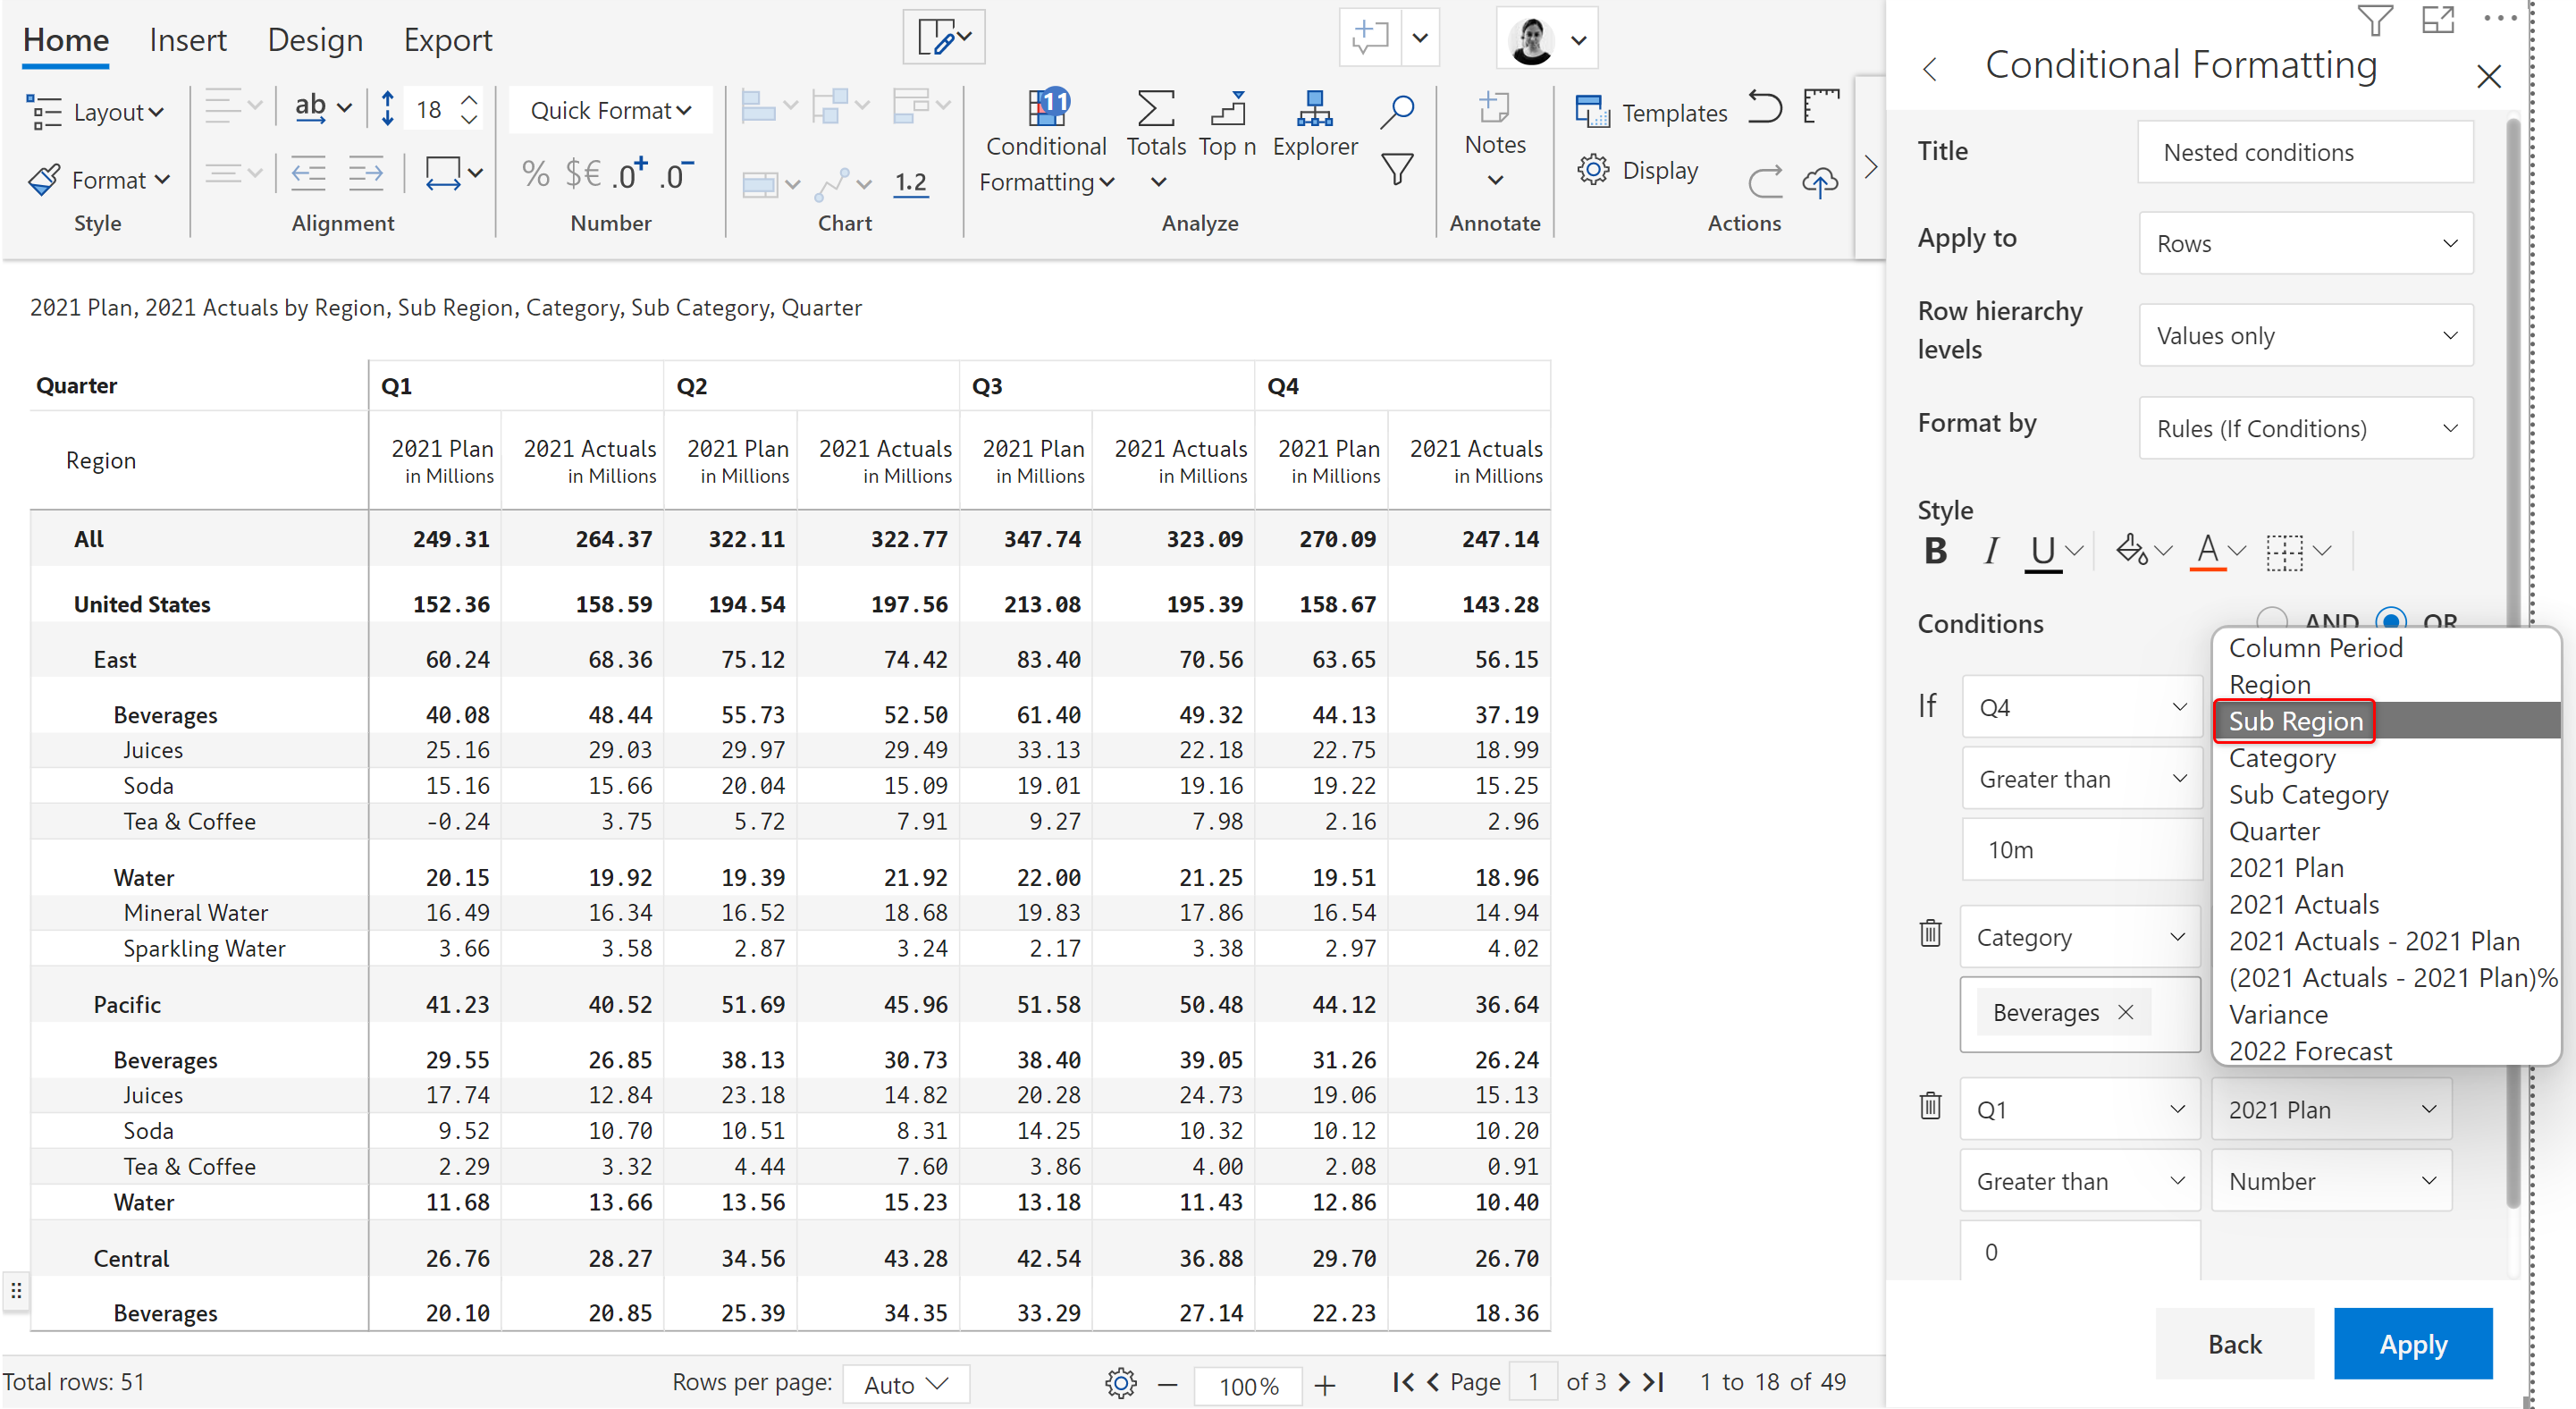 Home Insert Design Export
Layout ab 18 Quick Format
Format % $€ .0+ .0- 1.2
Style Alignment Number Chart
11
Conditional Formatting Totals Top n Explorer
Analyze
Notes
Annotate
Templates
Display
Actions
2021 Plan, 2021 Actuals by Region, Sub Region, Category, Sub Category, Quarter
Quarter Q1 Q2 Q3 Q4
Region 2021 Plan 2021 Actuals 2021 Plan 2021 Actuals 2021 Plan 2021 Actuals 2021 Plan 2021 Actuals
in Millions in Millions in Millions in Millions in Millions in Millions in Millions in Millions
All 249.31 264.37 322.11 322.77 347.74 323.09 270.09 247.14
United States 152.36 158.59 194.54 197.56 213.08 195.39 158.67 143.28
East 60.24 68.36 75.12 74.42 83.40 70.56 63.65 56.15
Beverages 40.08 48.44 55.73 52.50 61.40 49.32 44.13 37.19
Juices 25.16 29.03 29.97 29.49 33.13 22.18 22.75 18.99
Soda 15.16 15.66 20.04 15.09 19.01 19.16 19.22 15.25
Tea & Coffee -0.24 3.75 5.72 7.91 9.27 7.98 2.16 2.96
Water 20.15 19.92 19.39 21.92 22.00 21.25 19.51 18.96
Mineral Water 16.49 16.34 16.52 18.68 19.83 17.86 16.54 14.94
Sparkling Water 3.66 3.58 2.87 3.24 2.17 3.38 2.97 4.02
Pacific 41.23 40.52 51.69 45.96 51.58 50.48 44.12 36.64
Beverages 29.55 26.85 38.13 30.73 38.40 39.05 31.26 26.24
Juices 17.74 12.84 23.18 14.82 20.28 24.73 19.06 15.13
Soda 9.52 10.70 10.51 8.31 14.25 10.32 10.12 10.20
Tea & Coffee 2.29 3.32 4.44 7.60 3.86 4.00 2.08 0.91
Water 11.68 13.66 13.56 15.23 13.18 11.43 12.86 10.40
Central 26.76 28.27 34.56 43.28 42.54 36.88 29.70 26.70
Beverages 20.10 20.85 25.39 34.35 33.29 27.14 22.23 18.36
Total rows: 51 Rows per page: Auto 100% Page 1 of 3 1 to 18 of 49
Conditional Formatting
Title Nested conditions
Apply to Rows
Row hierarchy levels Values only
Format by Rules (If Conditions)
Style
B I U A
Conditions AND OR
If Q4
Greater than
10m
Category
Beverages
Column Period
Region
Sub Region
Category
Sub Category
Quarter
2021 Plan
2021 Actuals
2021 Actuals - 2021 Plan
(2021 Actuals - 2021 Plan)%
Variance
2022 Forecast
Q1 2021 Plan
Greater than Number
0
Back Apply